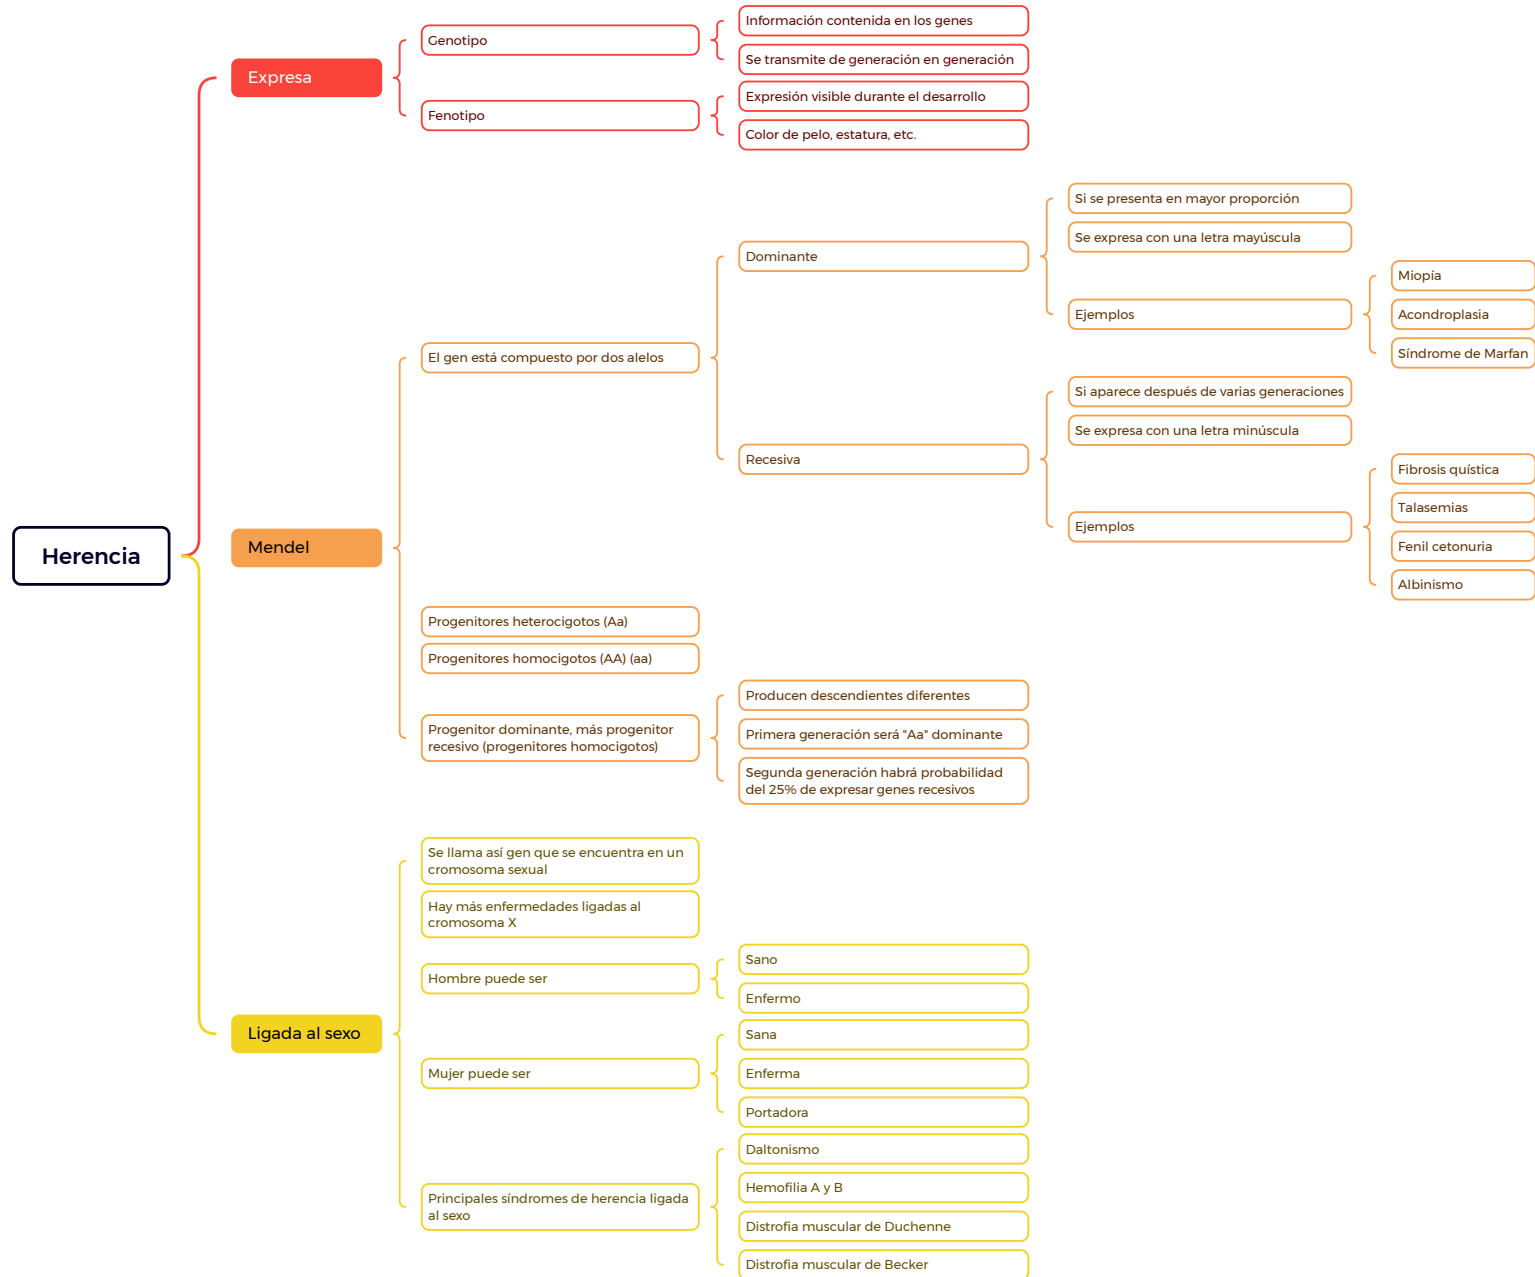 Herencia
Expresa
Genotipo
Información contenida en los genes
Se transmite de generación en generación
Fenotipo
Expresión visible durante el desarrollo
Color de pelo, estatura, etc.
Mendel
El gen está compuesto por dos alelos
Dominante
Si se presenta en mayor proporción
Se expresa con una letra mayúscula
Ejemplos
Miopía
Acondroplasia
Síndrome de Marfan
Recesiva
Si aparece después de varias generaciones
Se expresa con una letra minúscula
Ejemplos
Fibrosis quística
Talasemias
Fenil cetonuria
Albinismo
Progenitores heterocigotos (Aa)
Progenitores homocigotos (AA) (aa)
Progenitor dominante, más progenitor
recesivo (progenitores homocigotos)
Producen descendientes diferentes
Primera generación será "Aa" dominante
Segunda generación habrá probabilidad
del 25% de expresar genes recesivos
Ligada al sexo
Se llama así gen que se encuentra en un
cromosoma sexual
Hay más enfermedades ligadas al
cromosoma X
Hombre puede ser
Sano
Enfermo
Mujer puede ser
Sana
Enferma
Portadora
Principales síndromes de herencia ligada
al sexo
Daltonismo
Hemofilia A y B
Distrofia muscular de Duchenne
Distrofia muscular de Becker